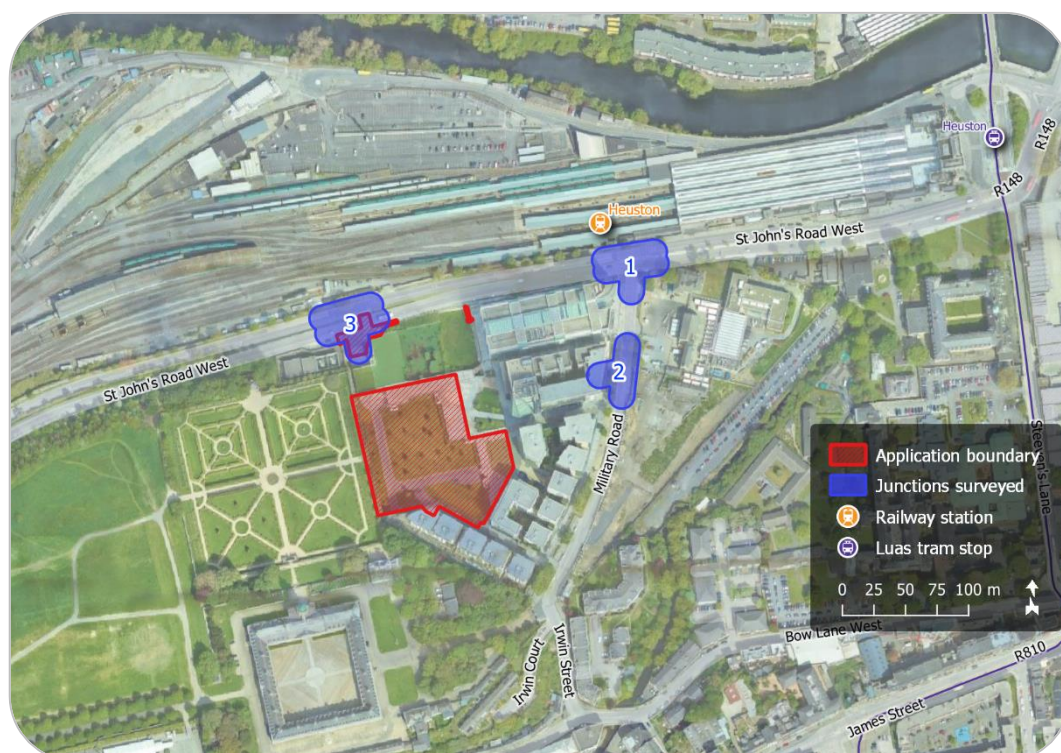 Heuston
R148
R148
Heuston
St John's Road West
1
3
St John's Road West
2
Military Road
Steeven's Lane
Application boundary
Junctions surveyed
Railway station
Luas tram stop
0 25 50 75 100 m
Bow Lane West
Irwin Court
Irwin Street
R810
James Street